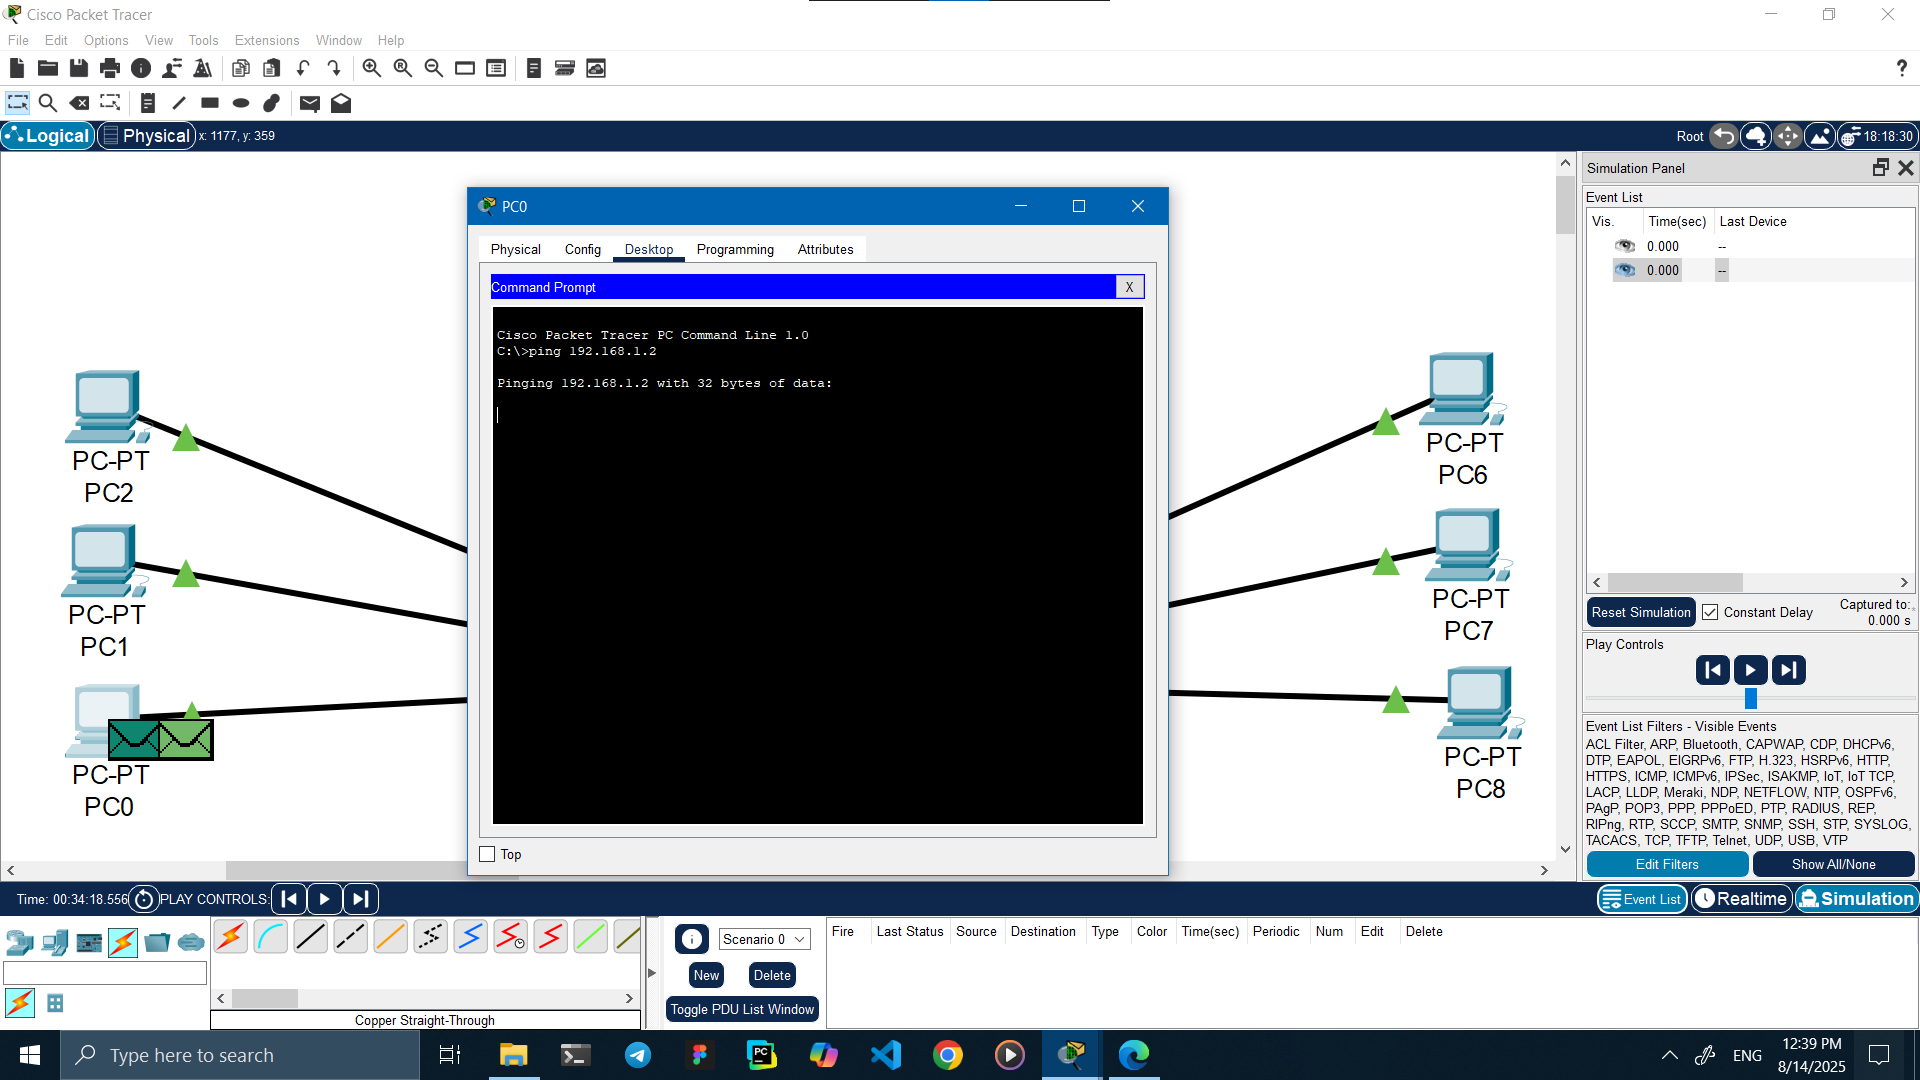 Cisco Packet Tracer
File Edit Options View Tools Extensions Window Help
?
Logical Physical x: 1177, y: 359
Root 18:18:30
PC0
Physical Config Desktop Programming Attributes
Command Prompt X
Cisco Packet Tracer PC Command Line 1.0
C:\>ping 192.168.1.2
Pinging 192.168.1.2 with 32 bytes of data:
Top
PC-PT
PC2
PC-PT
PC1
PC-PT
PC0
PC-PT
PC6
PC-PT
PC7
PC-PT
PC8
Simulation Panel
Event List
Vis. Time(sec) Last Device
0.000 --
0.000 --
Reset Simulation Constant Delay Captured to:
0.000 s
Play Controls
Event List Filters - Visible Events
ACL Filter, ARP, Bluetooth, CAPWAP, CDP, DHCPv6,
DTP, EAPOL, EIGRPv6, FTP, H.323, HSRPv6, HTTP,
HTTPS, ICMP, ICMPv6, IPSec, ISAKMP, IoT, IoT TCP,
LACP, LLDP, Meraki, NDP, NETFLOW, NTP, OSPFv6,
PAgP, POP3, PPP, PPPoED, PTP, RADIUS, REP,
RIPng, RTP, SCCP, SMTP, SNMP, SSH, STP, SYSLOG,
TACACS, TCP, TFTP, Telnet, UDP, USB, VTP
Edit Filters Show All/None
Time: 00:34:18.556 PLAY CONTROLS:
Event List Realtime Simulation
Scenario 0
New Delete
Toggle PDU List Window
Fire Last Status Source Destination Type Color Time(sec) Periodic Num Edit Delete
Copper Straight-Through
Type here to search
PC
ENG
12:39 PM
8/14/2025